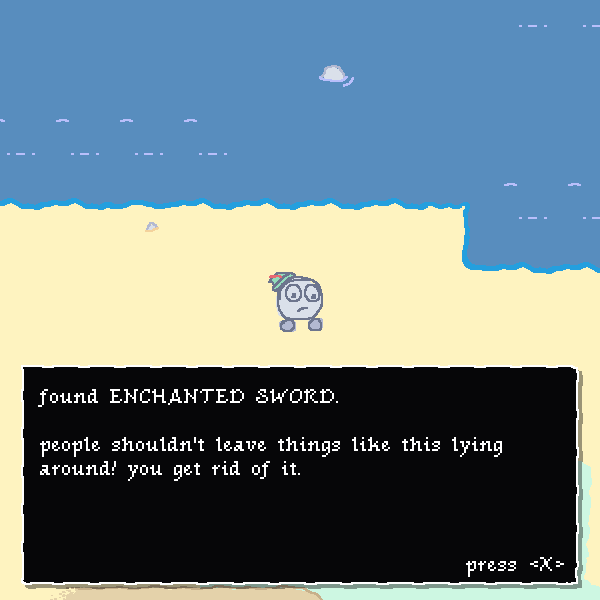 found ENCHANTED SWORD.
people shouldn't leave things like this lying
around! you get rid of it.
press <X>